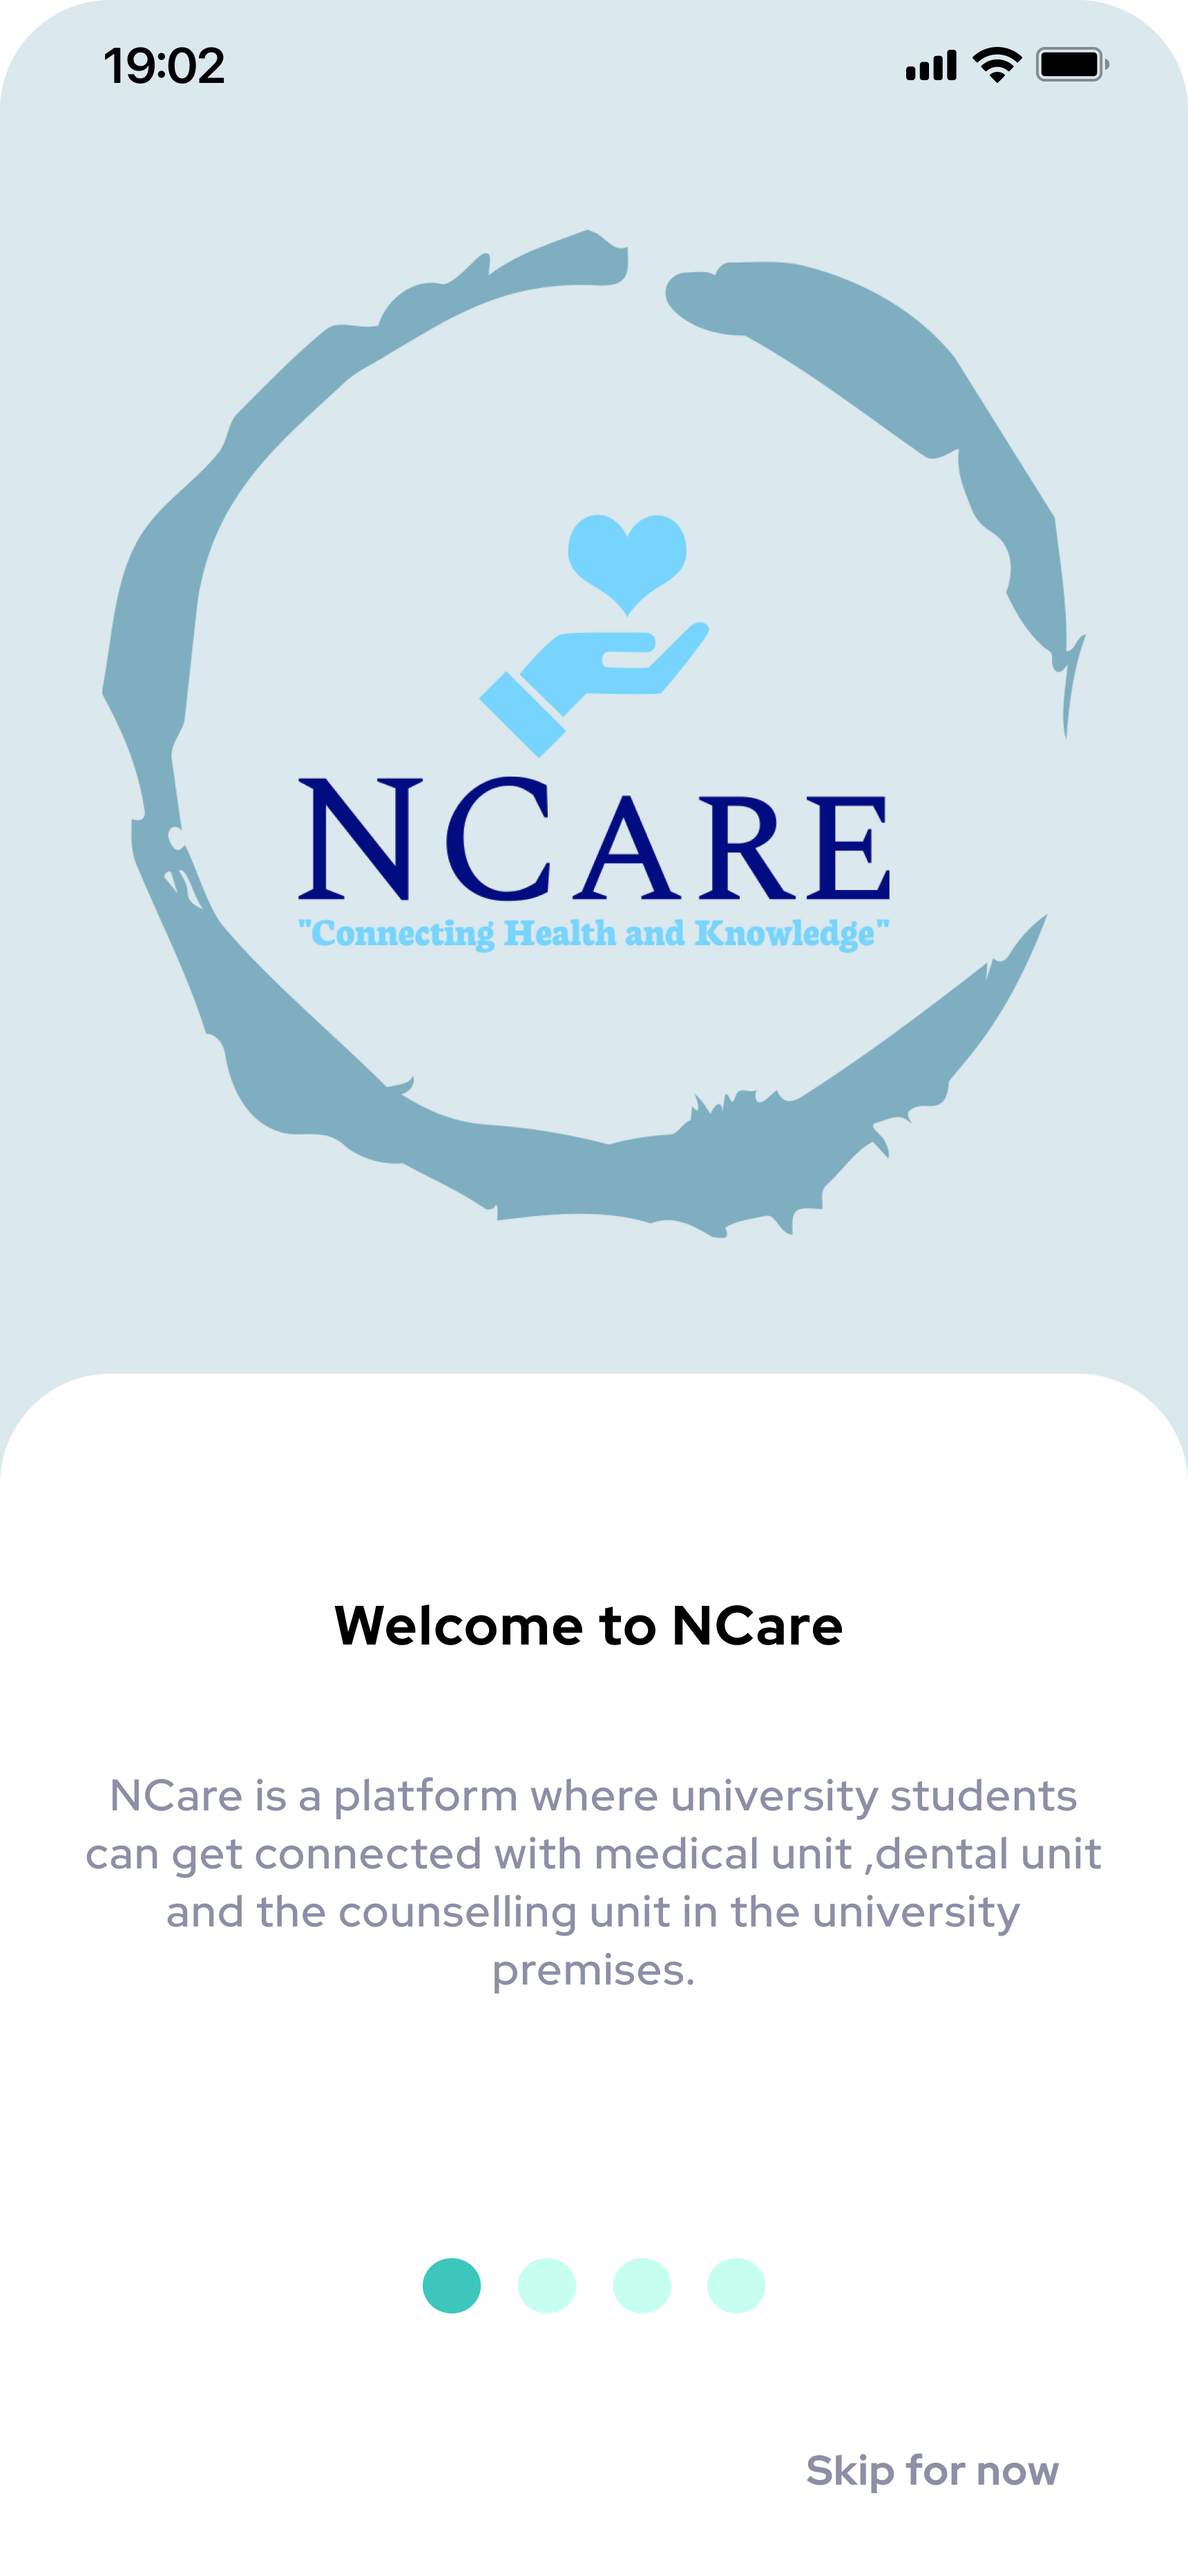 19:02
NCARE
"Connecting Health and Knowledge"
Welcome to NCare
NCare is a platform where university students
can get connected with medical unit ,dental unit
and the counselling unit in the university
premises.
Skip for now